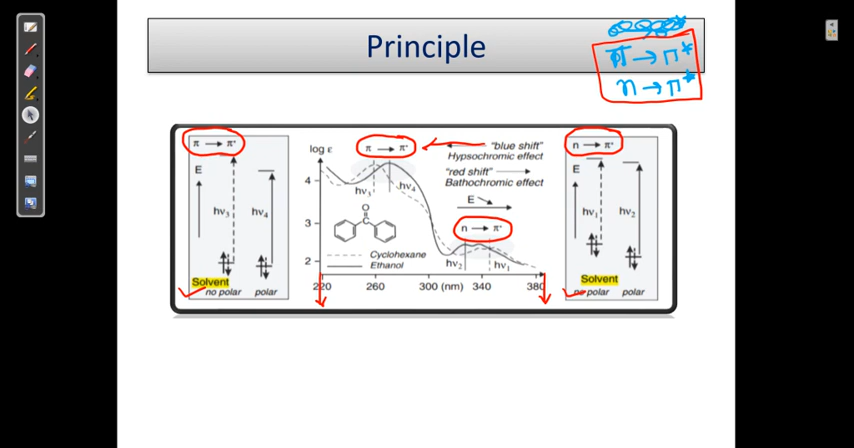 Principle
π → π*
n → π*
π → π*
E
hν₃
hν₄
Solvent
no polar
polar
log ε
π → π*
"blue shift"
Hypsochromic effect
"red shift"
Bathochromic effect
E
n → π*
4
3
2
hν₃
hν₄
O
C
Cyclohexane
Ethanol
hν₂
hν₁
220
260
300 (nm)
340
380
n → π*
E
hν₁
hν₂
Solvent
no polar
polar